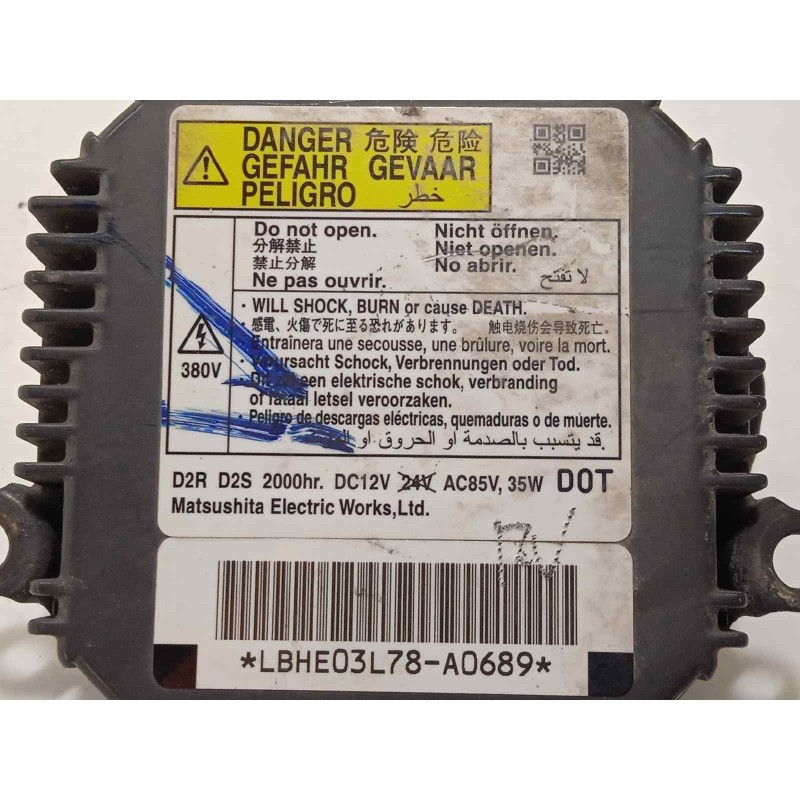 DANGER 危険 危险
GEFAHR GEVAAR
PELIGRO خطر
Do not open. Nicht öffnen.
分解禁止 Niet openen.
禁止分解 No abrir.
Ne pas ouvrir. لا تفتح
380V
· WILL SHOCK, BURN or cause DEATH.
· 感電、火傷で死に至る恐れがあります。 触电烧伤会导致死亡。
Entraînera une secousse, une brûlure, voire la mort.
· Verursacht Schock, Verbrennungen oder Tod.
een elektrische schok, verbranding
of fataal letsel veroorzaken.
· Peligro de descargas eléctricas, quemaduras o de muerte.
قد يتسبب بالصدمة او الحروق او
D2R D2S 2000hr. DC12V 24V AC85V, 35W DOT
Matsushita Electric Works,Ltd.
*LBHE03L78-A0689*